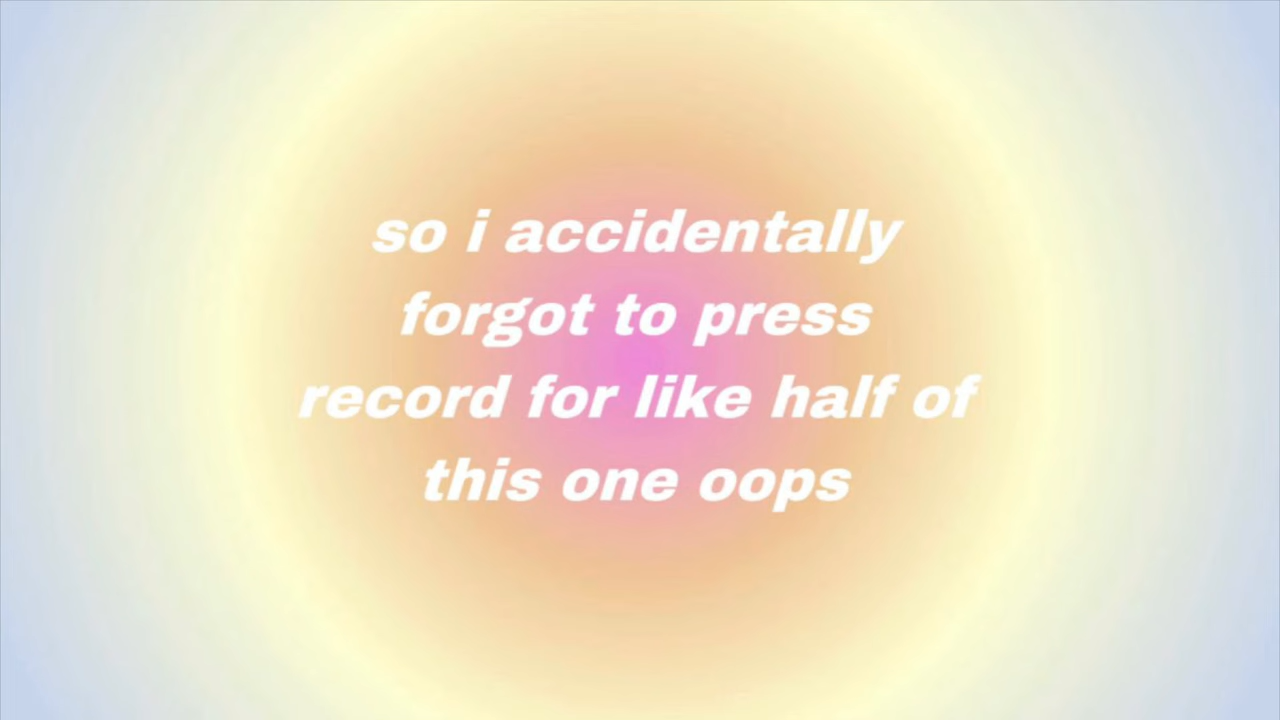 so i accidentally
forgot to press
record for like half of
this one oops